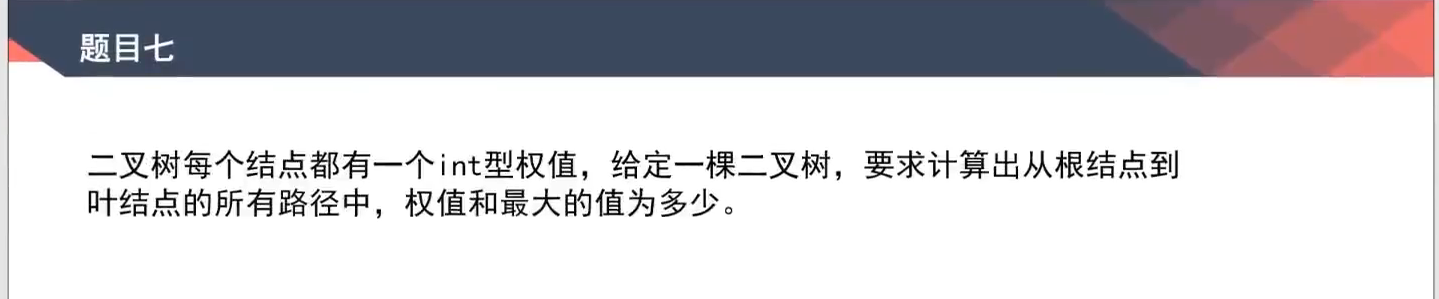 题目七
二叉树每个结点都有一个int型权值，给定一棵二叉树，要求计算出从根结点到
叶结点的所有路径中，权值和最大的值为多少。